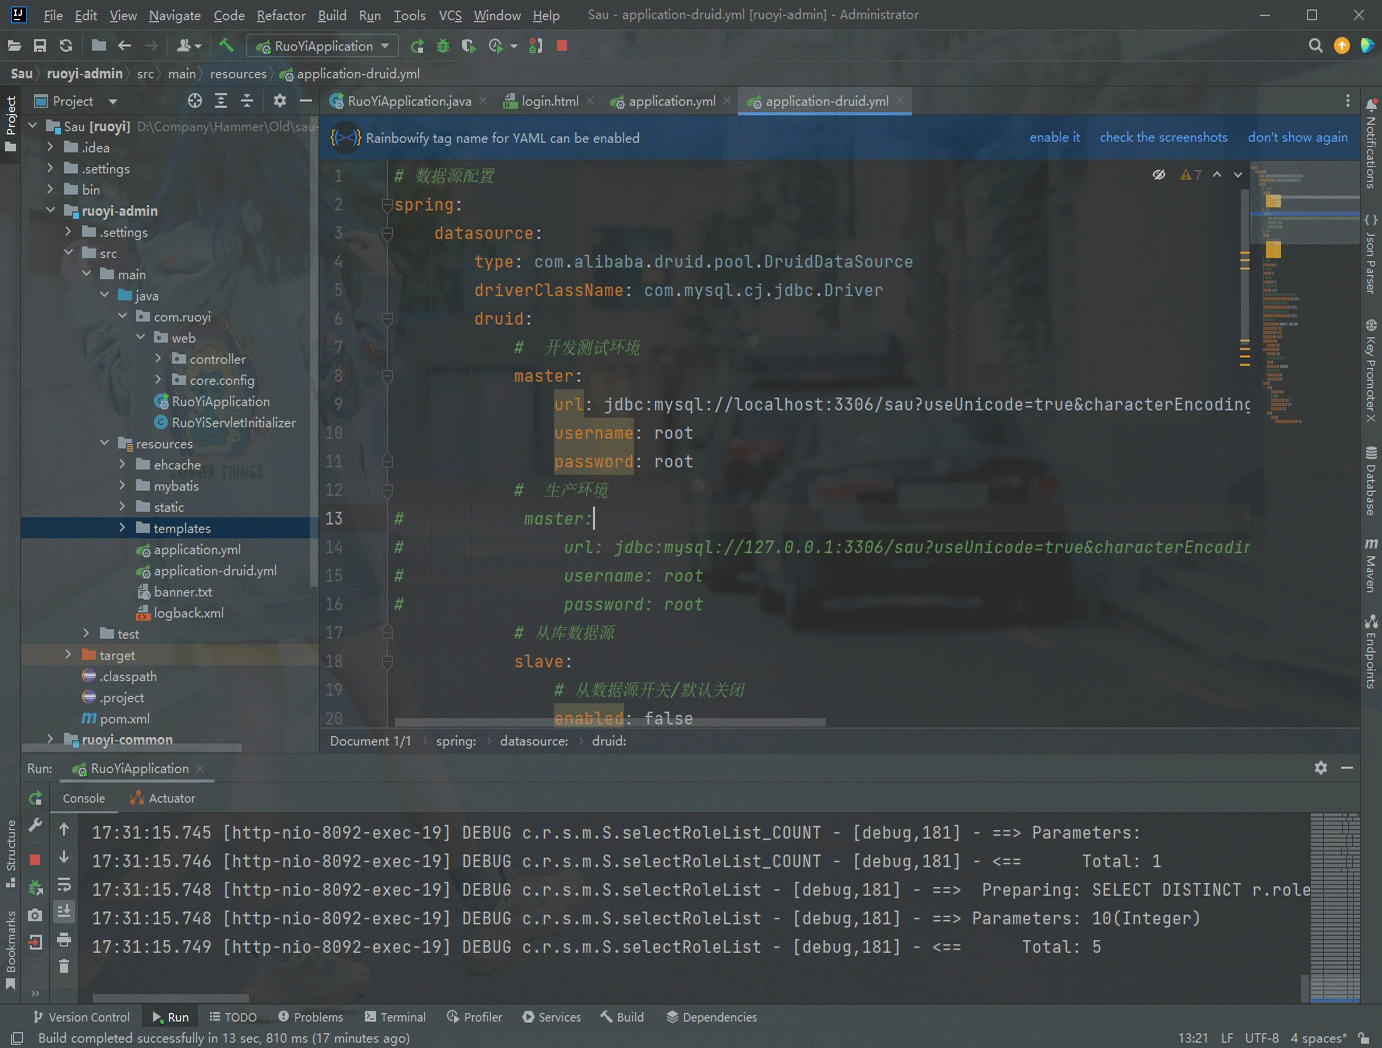 File Edit View Navigate Code Refactor Build Run Tools VCS Window Help Sau - application-druid.yml [ruoyi-admin] - Administrator
RuoYiApplication
Sau ruoyi-admin src main resources application-druid.yml
Project
RuoYiApplication.java login.html application.yml application-druid.yml
Rainbowify tag name for YAML can be enabled enable it check the screenshots don't show again
Project
Sau [ruoyi] D:\Company\Hammer\Old\sau-
.idea
.settings
bin
ruoyi-admin
.settings
src
main
java
com.ruoyi
web
controller
core.config
RuoYiApplication
RuoYiServletInitializer
resources
ehcache
mybatis
static
templates
application.yml
application-druid.yml
banner.txt
logback.xml
test
target
.classpath
.project
pom.xml
ruoyi-common
7
1 # 数据源配置
2 spring:
3 datasource:
4 type: com.alibaba.druid.pool.DruidDataSource
5 driverClassName: com.mysql.cj.jdbc.Driver
6 druid:
7 # 开发测试环境
8 master:
9 url: jdbc:mysql://localhost:3306/sau?useUnicode=true&characterEncoding
10 username: root
11 password: root
12 # 生产环境
13 # master:
14 # url: jdbc:mysql://127.0.0.1:3306/sau?useUnicode=true&characterEncodin
15 # username: root
16 # password: root
17 # 从库数据源
18 slave:
19 # 从数据源开关/默认关闭
20 enabled: false
Document 1/1 spring: datasource: druid:
Notifications
Json Parser
Key Promoter X
Database
Maven
Endpoints
Run: RuoYiApplication
Console Actuator
17:31:15.745 [http-nio-8092-exec-19] DEBUG c.r.s.m.S.selectRoleList_COUNT - [debug,181] - ==> Parameters:
17:31:15.746 [http-nio-8092-exec-19] DEBUG c.r.s.m.S.selectRoleList_COUNT - [debug,181] - <== Total: 1
17:31:15.748 [http-nio-8092-exec-19] DEBUG c.r.s.m.S.selectRoleList - [debug,181] - ==> Preparing: SELECT DISTINCT r.role
17:31:15.748 [http-nio-8092-exec-19] DEBUG c.r.s.m.S.selectRoleList - [debug,181] - ==> Parameters: 10(Integer)
17:31:15.749 [http-nio-8092-exec-19] DEBUG c.r.s.m.S.selectRoleList - [debug,181] - <== Total: 5
Structure
Bookmarks
Version Control Run TODO Problems Terminal Profiler Services Build Dependencies
Build completed successfully in 13 sec, 810 ms (17 minutes ago) 13:21 LF UTF-8 4 spaces*